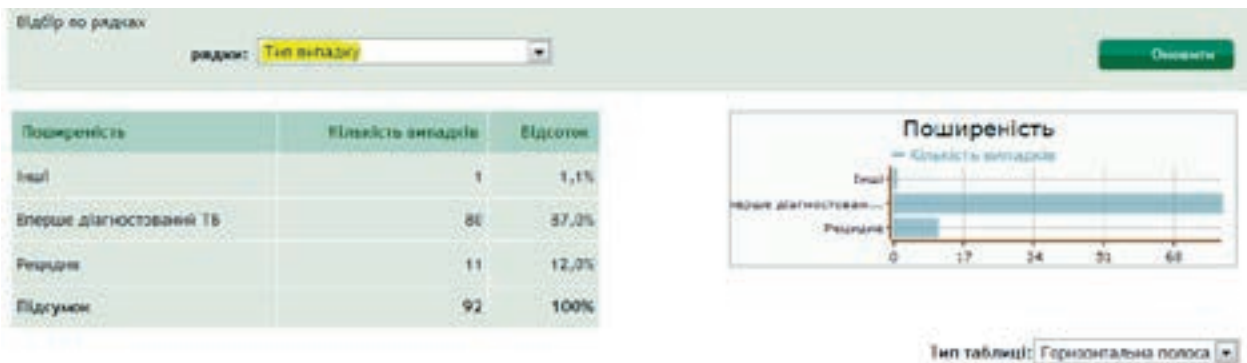 Відбір по рядках
рядки: Тип випадку
Оновити
Поширеність Кількість випадків Відсоток
Інші 1 1,1%
Вперше діагностований ТБ 80 87,0%
Рецидив 11 12,0%
Підсумок 92 100%
Поширеність
Кількість випадків
Інші
перше діагностован...
Рецидив
0 17 34 51 68
Тип таблиці: Горизонтальна полоса